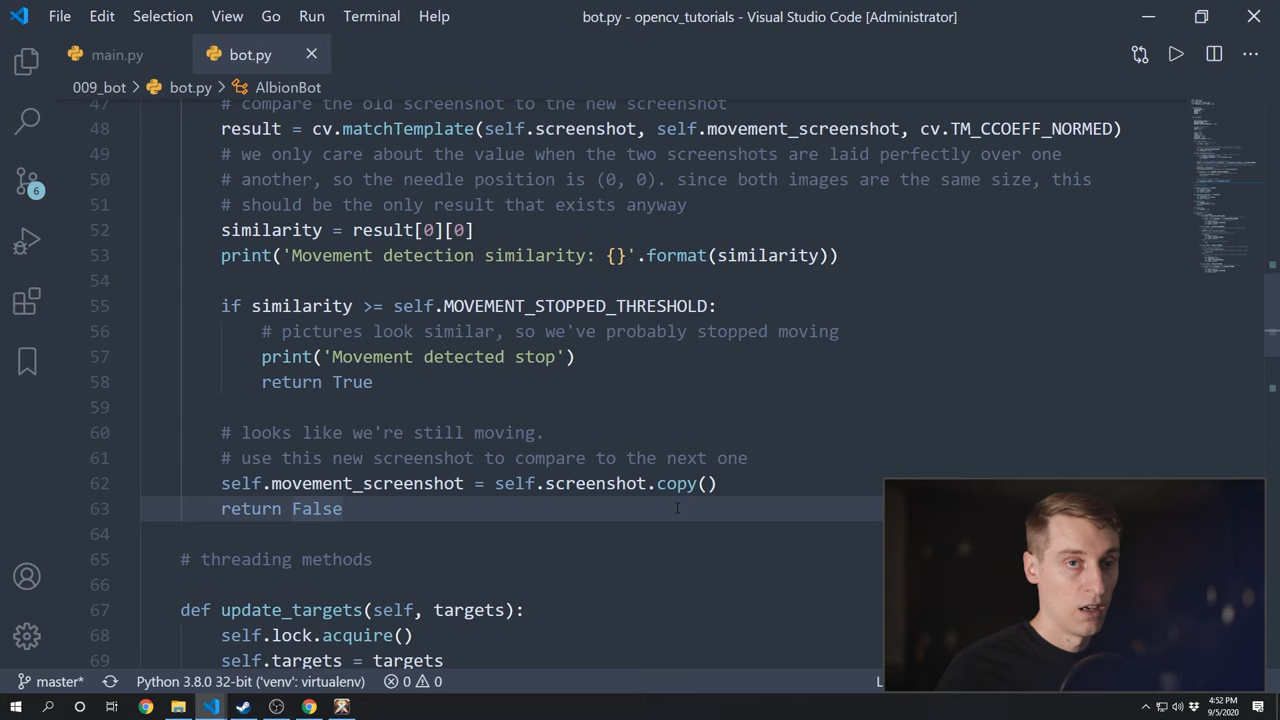 File Edit Selection View Go Run Terminal Help bot.py - opencv_tutorials - Visual Studio Code [Administrator]
main.py bot.py
009_bot > bot.py > AlbionBot
47 # compare the old screenshot to the new screenshot
48 result = cv.matchTemplate(self.screenshot, self.movement_screenshot, cv.TM_CCOEFF_NORMED)
49 # we only care about the value when the two screenshots are laid perfectly over one
50 # another, so the needle position is (0, 0). since both images are the same size, this
51 # should be the only result that exists anyway
52 similarity = result[0][0]
53 print('Movement detection similarity: {}'.format(similarity))
54
55 if similarity >= self.MOVEMENT_STOPPED_THRESHOLD:
56 # pictures look similar, so we've probably stopped moving
57 print('Movement detected stop')
58 return True
59
60 # looks like we're still moving.
61 # use this new screenshot to compare to the next one
62 self.movement_screenshot = self.screenshot.copy()
63 return False
64
65 # threading methods
66
67 def update_targets(self, targets):
68 self.lock.acquire()
69 self.targets = targets
6
master* Python 3.8.0 32-bit ('venv': virtualenv) 0 0 L
4:52 PM
9/5/2020